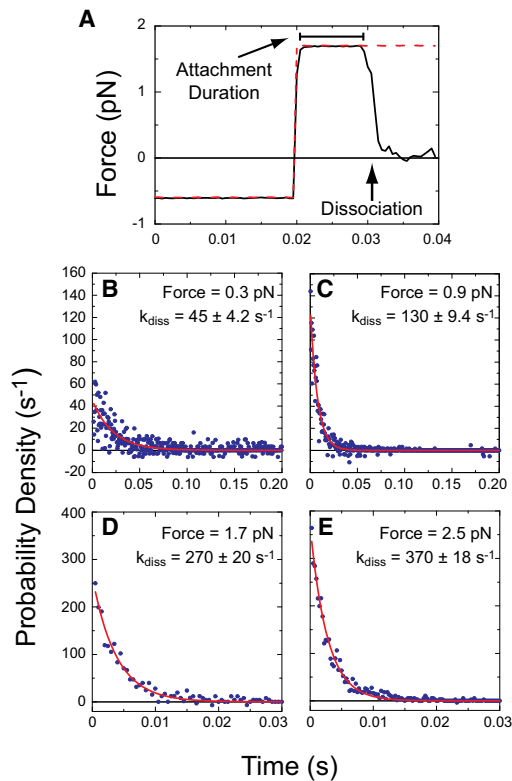 A
Force (pN)
2
1
0
-1
Attachment
Duration
Dissociation
0
0.01
0.02
0.03
0.04
Probability Density (s⁻¹)
B
Force = 0.3 pN
k_diss = 45 ± 4.2 s⁻¹
160
140
120
100
80
60
40
20
0
-20
0
0.05
0.10
0.15
0.20
C
Force = 0.9 pN
k_diss = 130 ± 9.4 s⁻¹
0
0.05
0.10
0.15
0.20
D
Force = 1.7 pN
k_diss = 270 ± 20 s⁻¹
400
300
200
100
0
0
0.01
0.02
0.03
E
Force = 2.5 pN
k_diss = 370 ± 18 s⁻¹
0
0.01
0.02
0.03
Time (s)